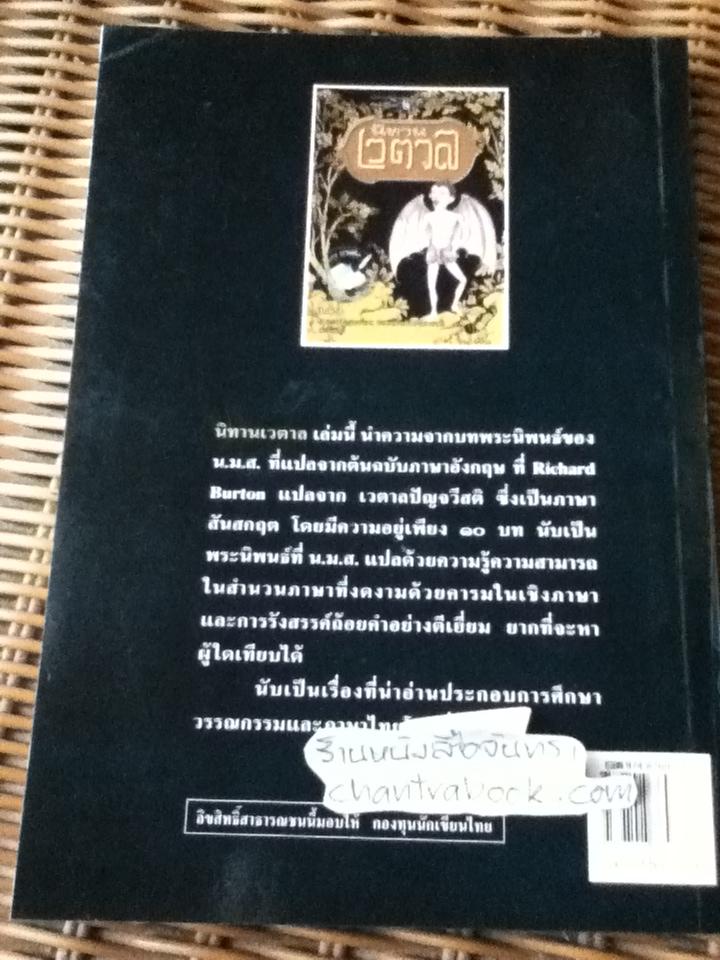 นิทาน
เวตาล
นิทานเวตาล เล่มนี้ นำความจากบทพระนิพนธ์ของ
น.ม.ส. ที่แปลจากต้นฉบับภาษาอังกฤษ ที่ Richard
Burton แปลจาก เวตาลปัญจวีสติ ซึ่งเป็นภาษา
สันสกฤต โดยมีความอยู่เพียง ๑๐ บท นับเป็น
พระนิพนธ์ที่ น.ม.ส. แปลด้วยความรู้ความสามารถ
ในสำนวนภาษาที่งดงามด้วยคารมในเชิงภาษา
และการรังสรรค์ถ้อยคำอย่างดีเยี่ยม ยากที่จะหา
ผู้ใดเทียบได้
นับเป็นเรื่องที่น่าอ่านประกอบการศึกษา
วรรณกรรมและภาษาไทย
ร้านหนังสือจันทรา
chantrabook.com
ลิขสิทธิ์สาธารณชนนี้มอบให้ กองทุนนักเขียนไทย